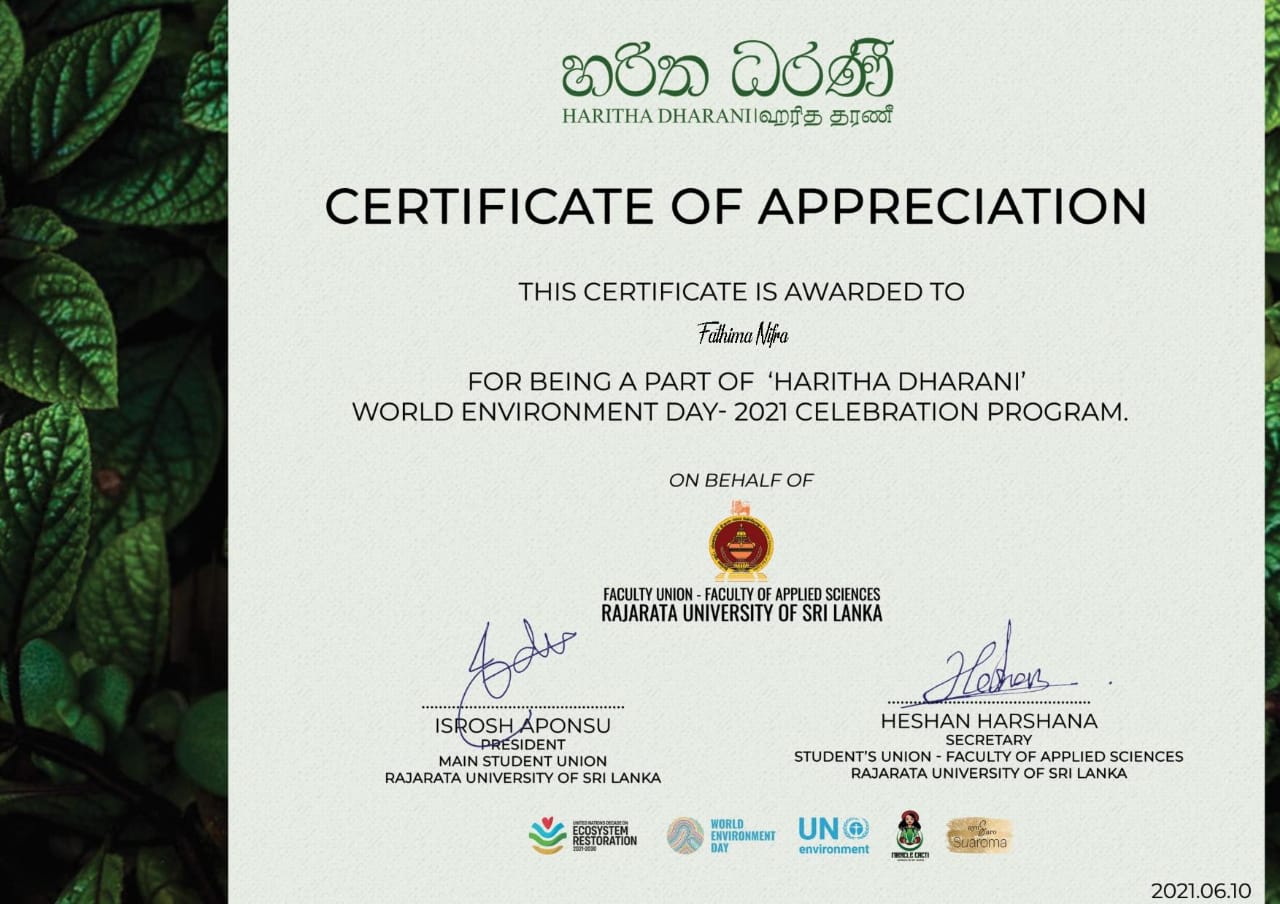 හරිත ධරණී
HARITHA DHARANI|ஹரித தரணீ
CERTIFICATE OF APPRECIATION
THIS CERTIFICATE IS AWARDED TO
Fathima Nifra
FOR BEING A PART OF ‘HARITHA DHARANI’
WORLD ENVIRONMENT DAY- 2021 CELEBRATION PROGRAM.
ON BEHALF OF
FACULTY UNION - FACULTY OF APPLIED SCIENCES
RAJARATA UNIVERSITY OF SRI LANKA
ISROSH APONSU
PRESIDENT
MAIN STUDENT UNION
RAJARATA UNIVERSITY OF SRI LANKA
Heshan
HESHAN HARSHANA
SECRETARY
STUDENT’S UNION - FACULTY OF APPLIED SCIENCES
RAJARATA UNIVERSITY OF SRI LANKA
UNITED NATIONS DECADE ON
ECOSYSTEM
RESTORATION
2021-2030
WORLD
ENVIRONMENT
DAY
UN
environment
MIRACLE CACTI
Suaroma
2021.06.10